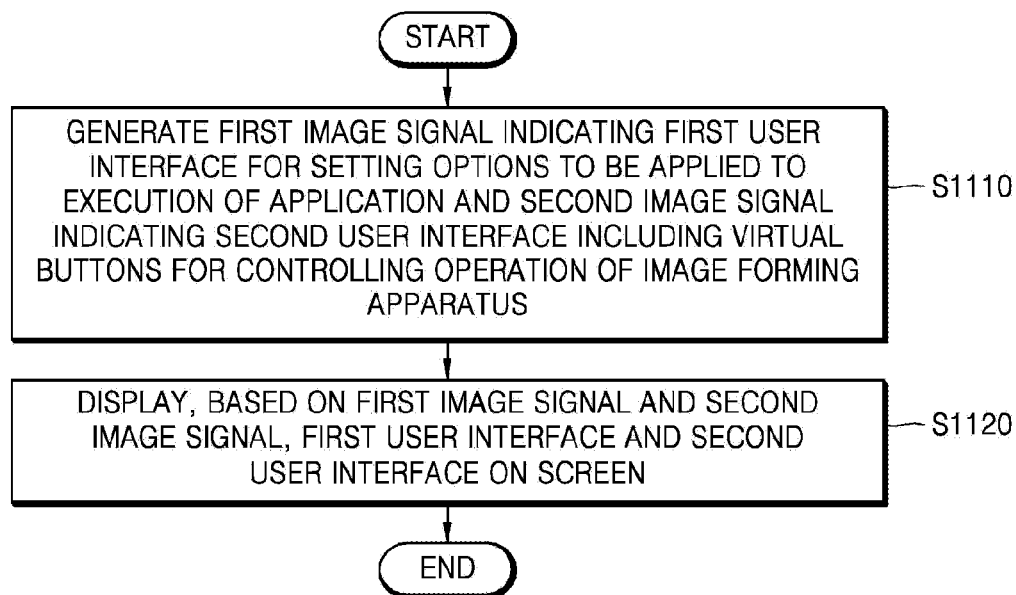 START
GENERATE FIRST IMAGE SIGNAL INDICATING FIRST USER
INTERFACE FOR SETTING OPTIONS TO BE APPLIED TO
EXECUTION OF APPLICATION AND SECOND IMAGE SIGNAL
INDICATING SECOND USER INTERFACE INCLUDING VIRTUAL
BUTTONS FOR CONTROLLING OPERATION OF IMAGE FORMING
APPARATUS
S1110
DISPLAY, BASED ON FIRST IMAGE SIGNAL AND SECOND
IMAGE SIGNAL, FIRST USER INTERFACE AND SECOND
USER INTERFACE ON SCREEN
S1120
END